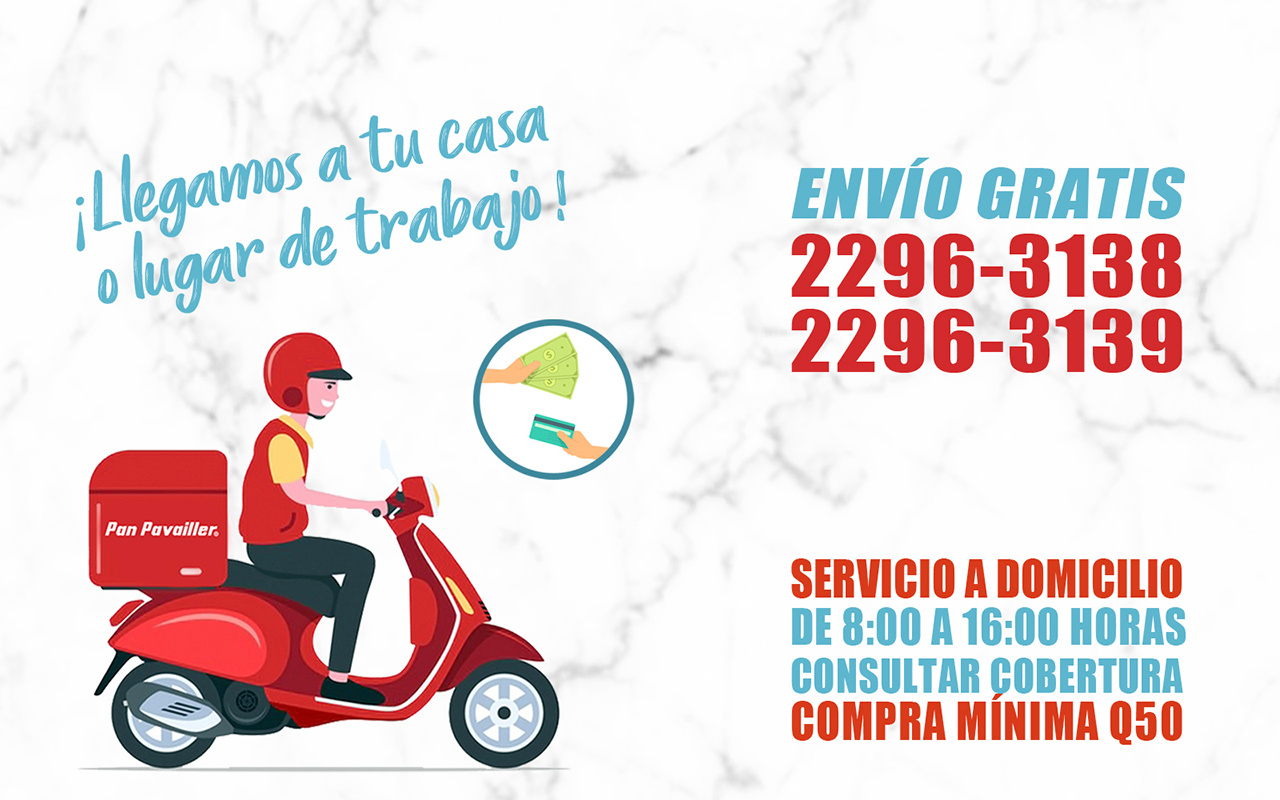 ¡Llegamos a tu casa
o lugar de trabajo!
ENVÍO GRATIS
2296-3138
2296-3139
Pan Pavailler®
SERVICIO A DOMICILIO
DE 8:00 A 16:00 HORAS
CONSULTAR COBERTURA
COMPRA MÍNIMA Q50